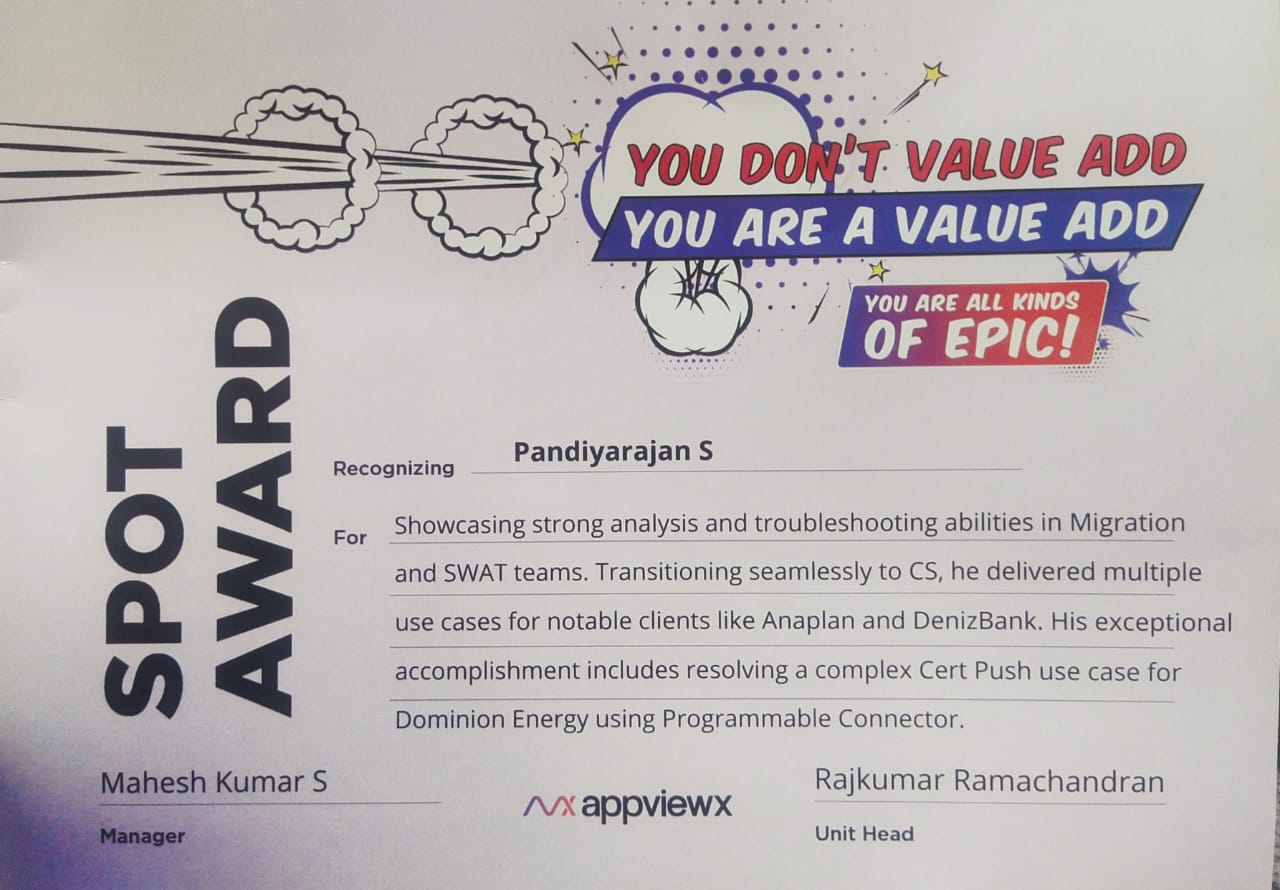 YOU DON'T VALUE ADD
YOU ARE A VALUE ADD
YOU ARE ALL KINDS
OF EPIC!
SPOT
AWARD
Recognizing Pandiyarajan S
For Showcasing strong analysis and troubleshooting abilities in Migration
and SWAT teams. Transitioning seamlessly to CS, he delivered multiple
use cases for notable clients like Anaplan and DenizBank. His exceptional
accomplishment includes resolving a complex Cert Push use case for
Dominion Energy using Programmable Connector.
Mahesh Kumar S
Manager
appviewx
Rajkumar Ramachandran
Unit Head